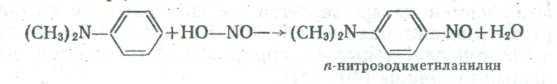 (CH₃)₂N— +HO—NO→(CH₃)₂N— —NO+H₂O
п-нитрозодиметиланилин